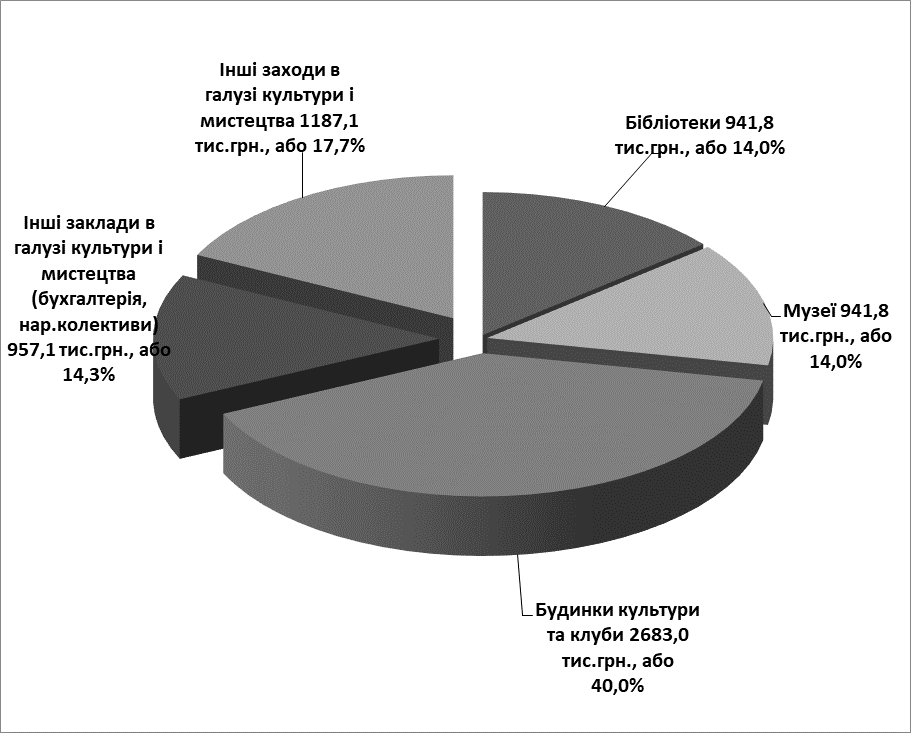 Інші заходи в
галузі культури і
мистецтва 1187,1
тис.грн., або 17,7%
Бібліотеки 941,8
тис.грн., або 14,0%
Інші заклади в
галузі культури і
мистецтва
(бухгалтерія,
нар.колективи)
957,1 тис.грн., або
14,3%
Музеї 941,8
тис.грн., або
14,0%
Будинки культури
та клуби 2683,0
тис.грн., або
40,0%